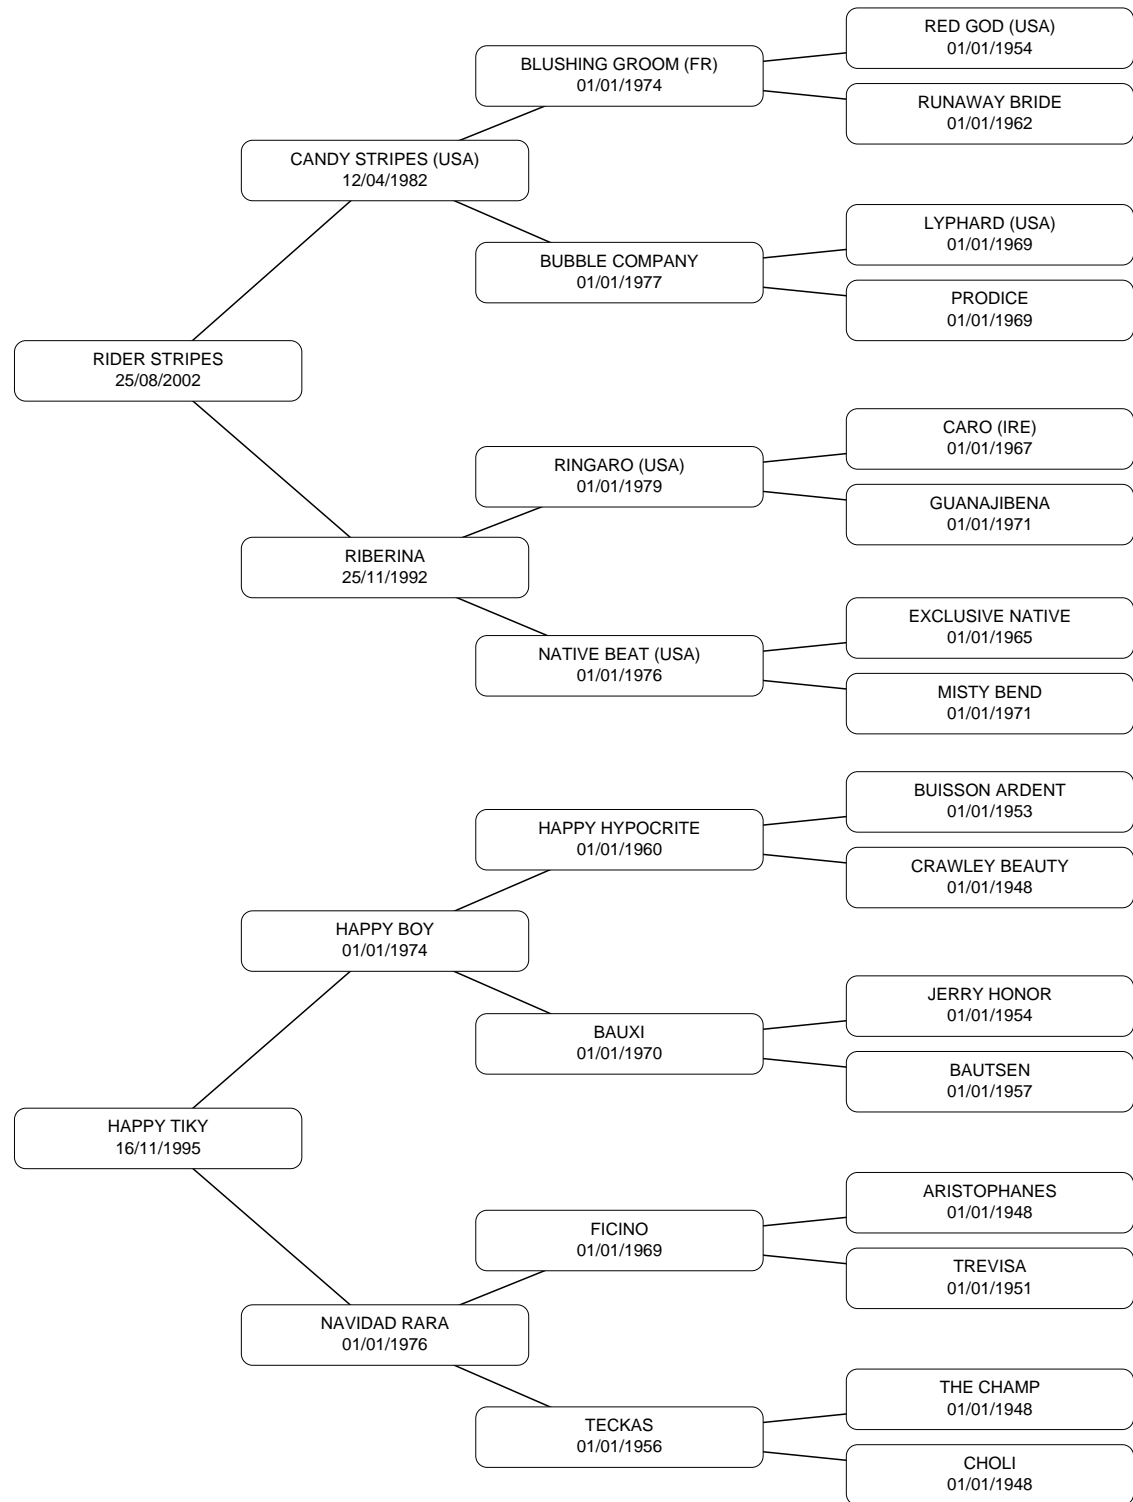 RED GOD (USA)
01/01/1954
BLUSHING GROOM (FR)
01/01/1974
RUNAWAY BRIDE
01/01/1962
CANDY STRIPES (USA)
12/04/1982
LYPHARD (USA)
01/01/1969
BUBBLE COMPANY
01/01/1977
PRODICE
01/01/1969
RIDER STRIPES
25/08/2002
CARO (IRE)
01/01/1967
RINGARO (USA)
01/01/1979
GUANAJIBENA
01/01/1971
RIBERINA
25/11/1992
EXCLUSIVE NATIVE
01/01/1965
NATIVE BEAT (USA)
01/01/1976
MISTY BEND
01/01/1971
BUISSON ARDENT
01/01/1953
HAPPY HYPOCRITE
01/01/1960
CRAWLEY BEAUTY
01/01/1948
HAPPY BOY
01/01/1974
JERRY HONOR
01/01/1954
BAUXI
01/01/1970
BAUTSEN
01/01/1957
HAPPY TIKY
16/11/1995
ARISTOPHANES
01/01/1948
FICINO
01/01/1969
TREVISA
01/01/1951
NAVIDAD RARA
01/01/1976
THE CHAMP
01/01/1948
TECKAS
01/01/1956
CHOLI
01/01/1948